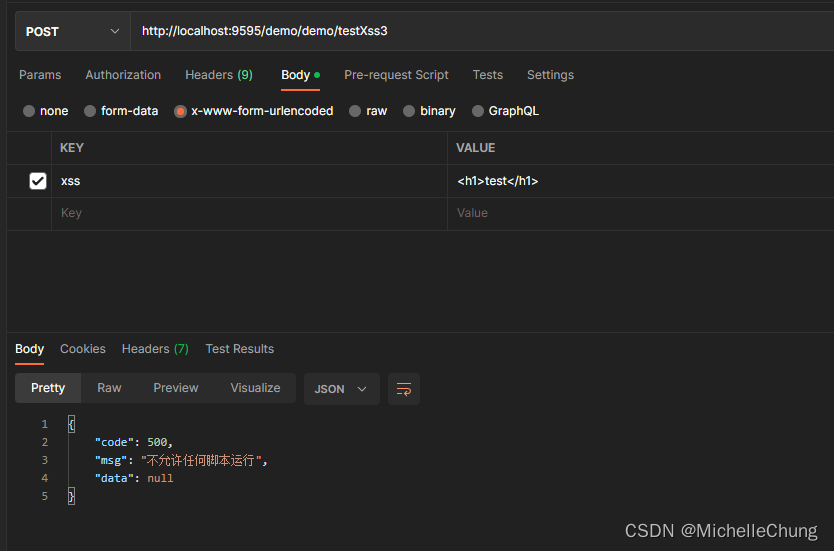 POST http://localhost:9595/demo/demo/testXss3
Params Authorization Headers (9) Body Pre-request Script Tests Settings
none form-data x-www-form-urlencoded raw binary GraphQL
KEY VALUE
xss <h1>test</h1>
Key Value
Body Cookies Headers (7) Test Results
Pretty Raw Preview Visualize JSON
1 {
2 "code": 500,
3 "msg": "不允许任何脚本运行",
4 "data": null
5 }
CSDN @MichelleChung